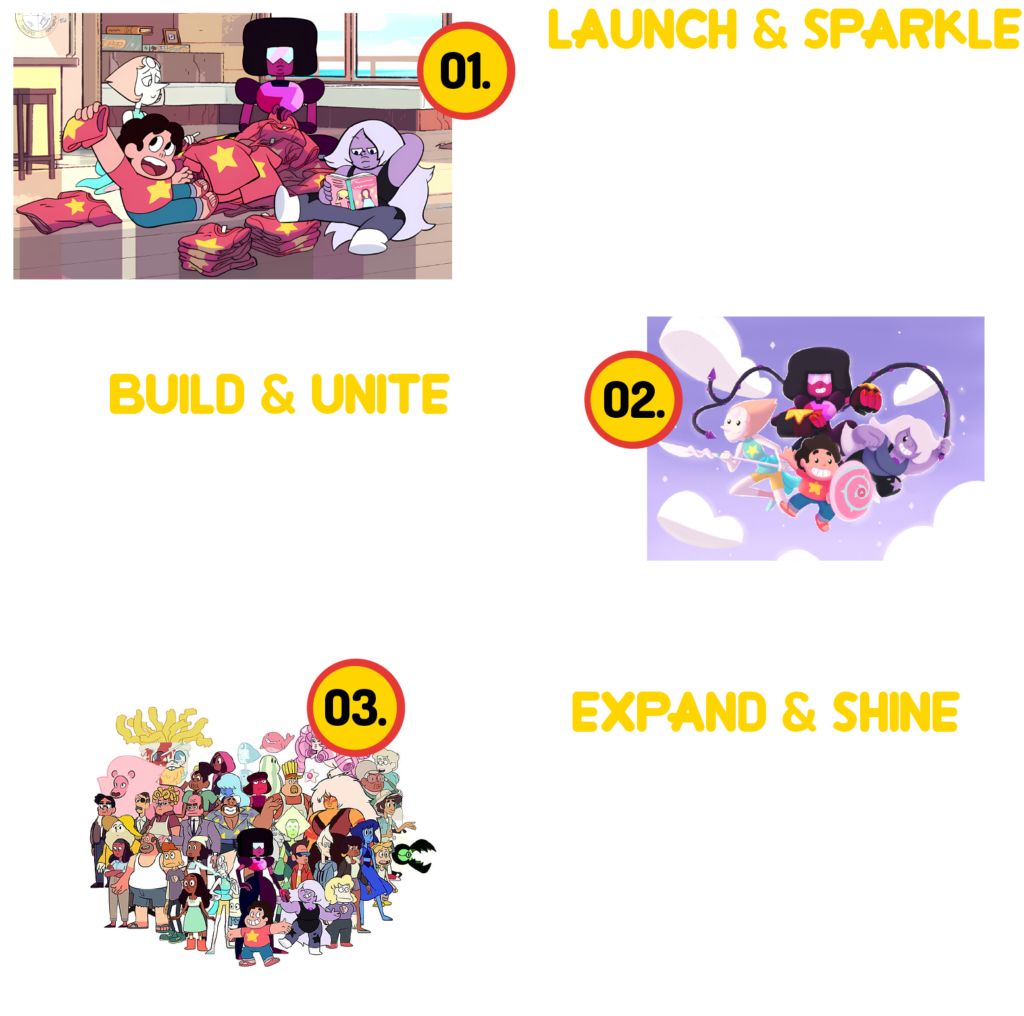 01.
LAUNCH & SPARKLE
BUILD & UNITE
02.
03.
EXPAND & SHINE